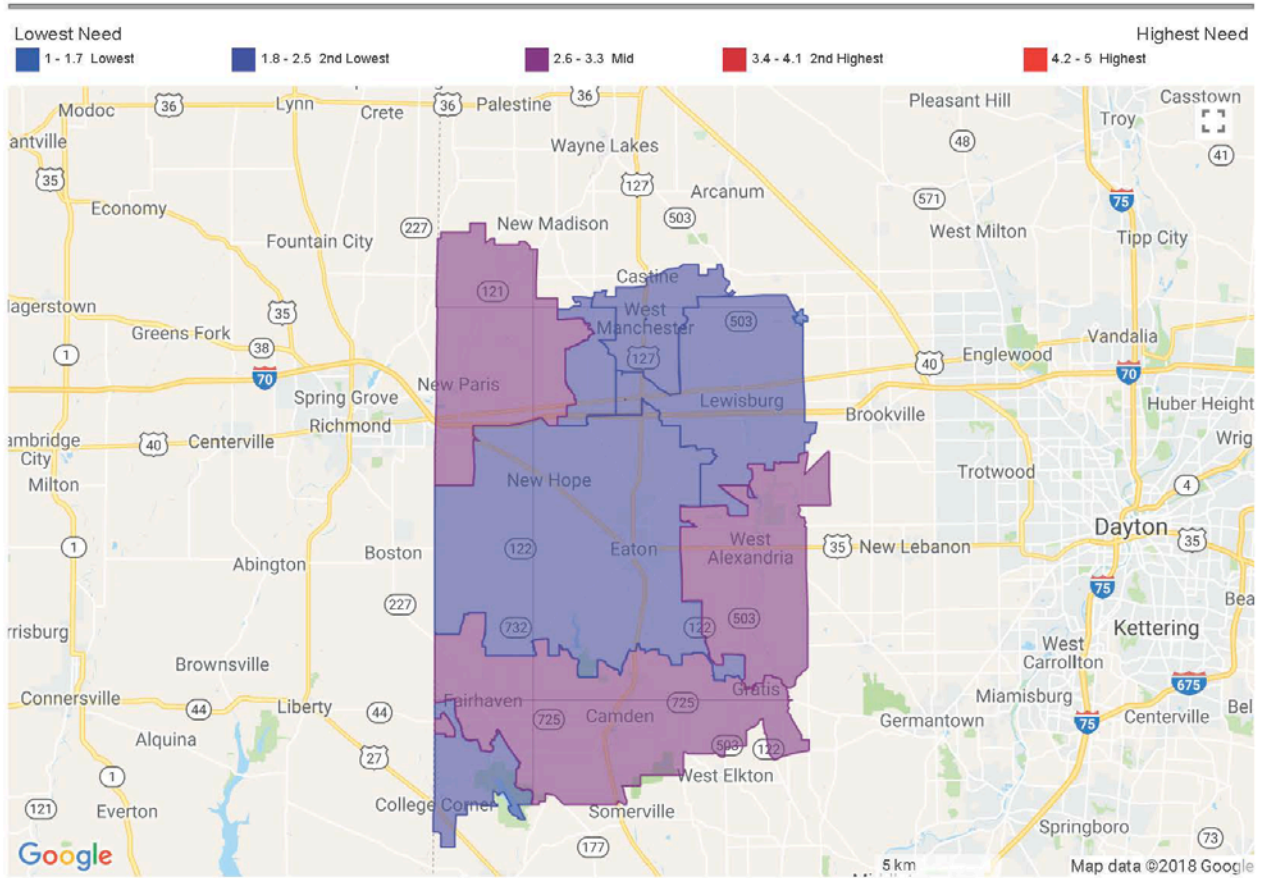 Lowest Need Highest Need
1 - 1.7 Lowest 1.8 - 2.5 2nd Lowest 2.6 - 3.3 Mid 3.4 - 4.1 2nd Highest 4.2 - 5 Highest
Modoc 36 Lynn Crete 36 Palestine 36 Pleasant Hill Casstown
Troy
antville Wayne Lakes 48 41
35 127 Arcanum 75
Economy 227 New Madison 503 571
Fountain City West Milton Tipp City
Castine
121
lagerstown 35 West
Manchester 503
Greens Fork 38 Vandalia
1 127 40 Englewood
70 New Paris 70
Spring Grove Lewisburg Huber Height
Richmond Brookville
ambridge 40 Centerville Wrig
City
Milton New Hope Trotwood 4
Dayton
1 Boston 122 Eaton West 35 New Lebanon 35
Abington Alexandria
75
227 Bea
rrisburg 732 122 503 Kettering
West
Brownsville Carrollton
675
Connersville 44 Liberty 44 Fairhaven 725 Gratis Miamisburg
725 Camden Germantown 75 Centerville Bel
Alquina
27 503 122
1 West Elkton
121 Everton College Corner Somerville
Springboro
177 73
Google 5 km Map data ©2018 Google